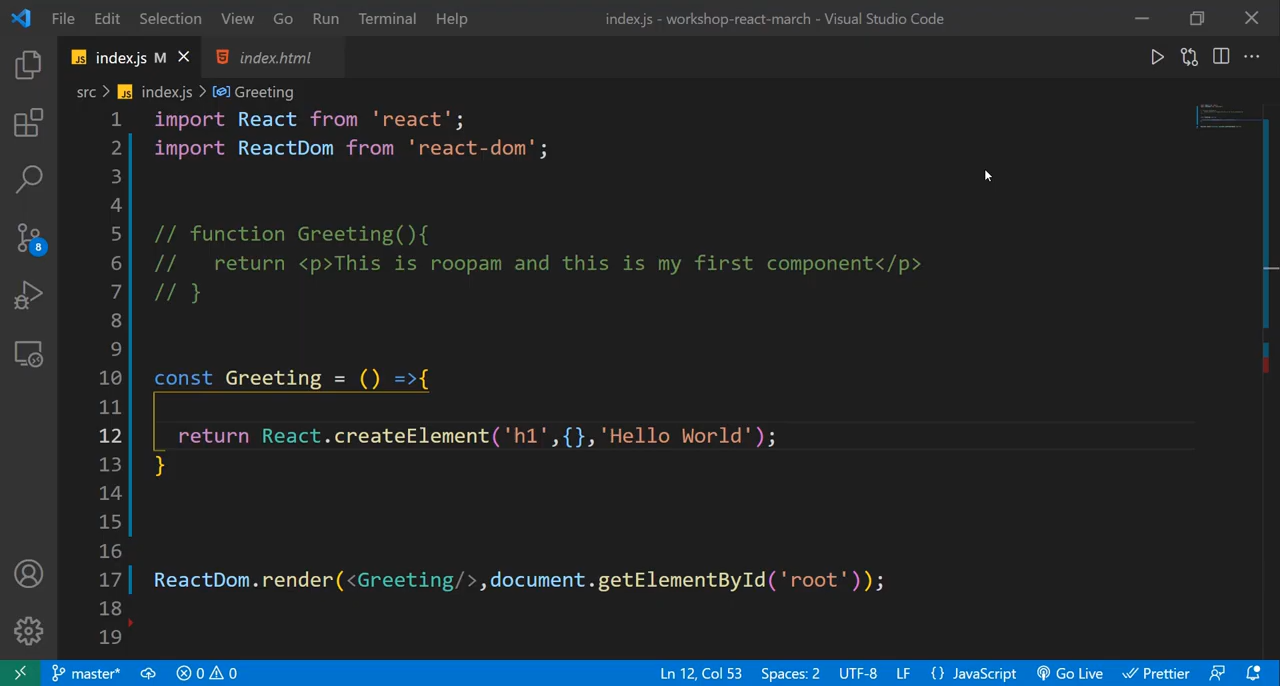 File Edit Selection View Go Run Terminal Help index.js - workshop-react-march - Visual Studio Code
JS index.js M index.html
src > JS index.js > Greeting
1 import React from 'react';
2 import ReactDom from 'react-dom';
3
4
5 // function Greeting(){
6 //   return <p>This is roopam and this is my first component</p>
7 // }
8
9
10 const Greeting = () =>{
11
12   return React.createElement('h1',{},'Hello World');
13 }
14
15
16
17 ReactDom.render(<Greeting/>,document.getElementById('root'));
18
19
8
master* 0 0 Ln 12, Col 53 Spaces: 2 UTF-8 LF {} JavaScript Go Live Prettier